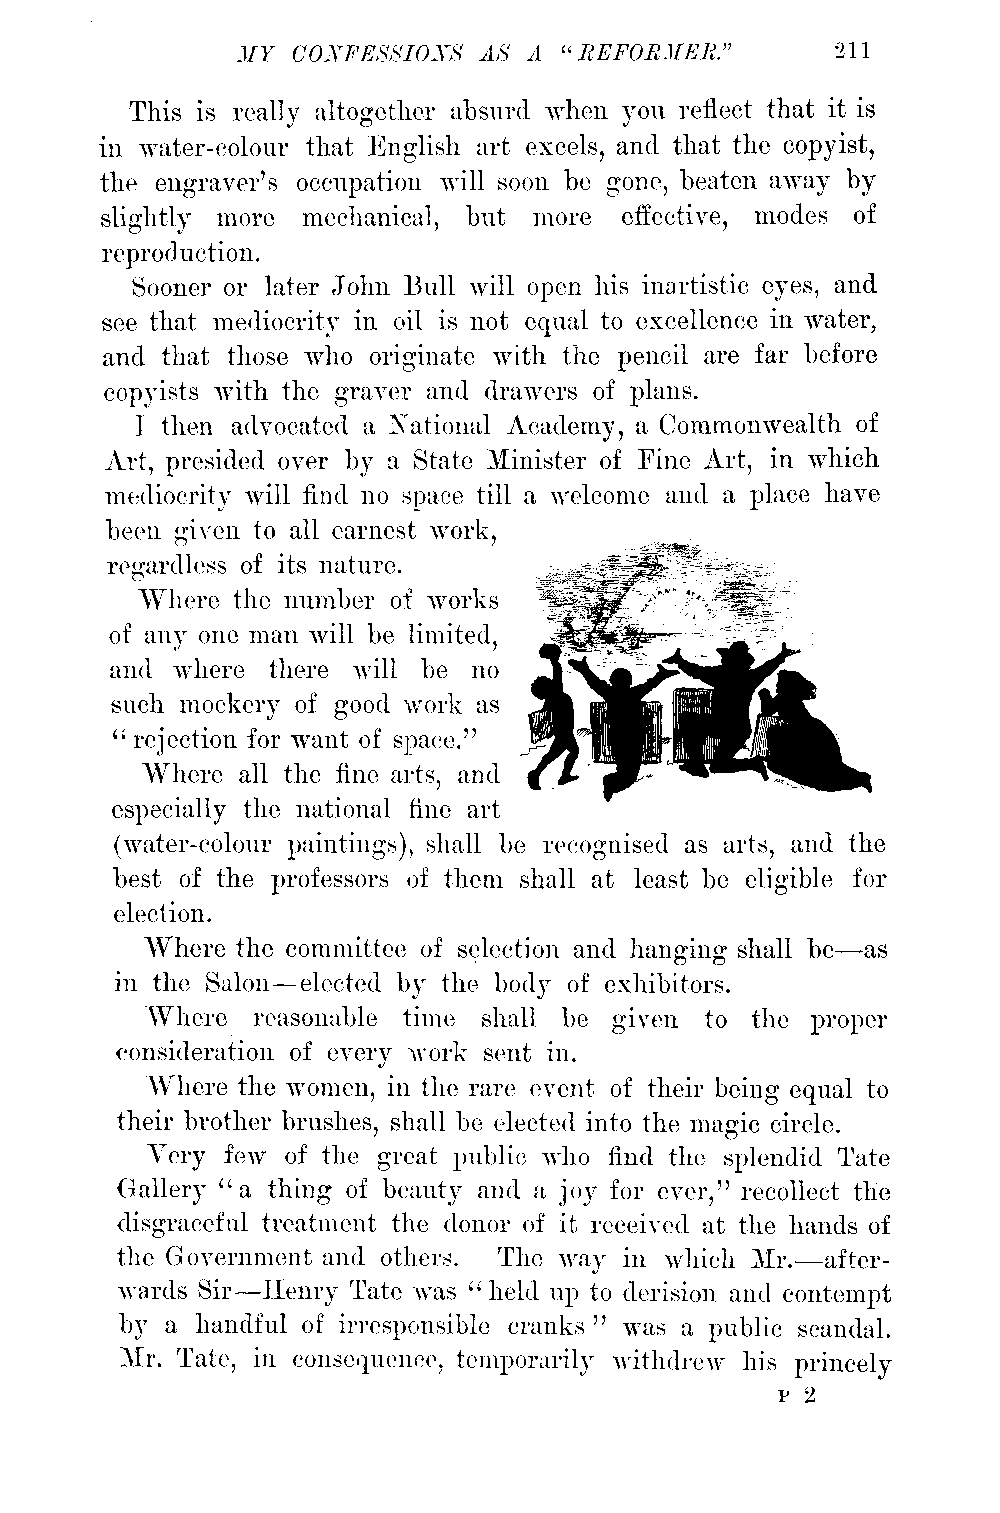 MY CONFESSIONS AS A “REFORMER.” 211
This is really altogether absurd when you reflect that it is
in water-colour that English art excels, and that the copyist,
the engraver’s occupation will soon be gone, beaten away by
slightly more mechanical, but more effective, modes of
reproduction.
Sooner or later John Bull will open his inartistic eyes, and
see that mediocrity in oil is not equal to excellence in water,
and that those who originate with the pencil are far before
copyists with the graver and drawers of plans.
I then advocated a National Academy, a Commonwealth of
Art, presided over by a State Minister of Fine Art, in which
mediocrity will find no space till a welcome and a place have
been given to all earnest work,
regardless of its nature.
Where the number of works
of any one man will be limited,
and where there will be no
such mockery of good work as
“rejection for want of space.”
Where all the fine arts, and
especially the national fine art
(water-colour paintings), shall be recognised as arts, and the
best of the professors of them shall at least be eligible for
election.
Where the committee of selection and hanging shall be—as
in the Salon—elected by the body of exhibitors.
Where reasonable time shall be given to the proper
consideration of every work sent in.
Where the women, in the rare event of their being equal to
their brother brushes, shall be elected into the magic circle.
Very few of the great public who find the splendid Tate
Gallery “a thing of beauty and a joy for ever,” recollect the
disgraceful treatment the donor of it received at the hands of
the Government and others. The way in which Mr.—after-
wards Sir—Henry Tate was “held up to derision and contempt
by a handful of irresponsible cranks” was a public scandal.
Mr. Tate, in consequence, temporarily withdrew his princely
P 2